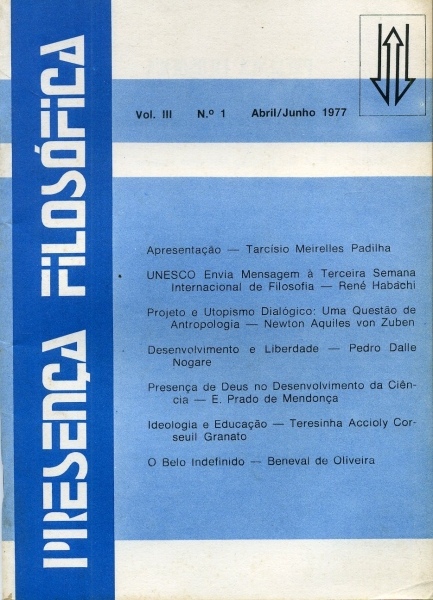 PRESENÇA FILOSÓFICA
Vol. III N.º 1 Abril/Junho 1977
Apresentação — Tarcísio Meirelles Padilha
UNESCO Envia Mensagem à Terceira Semana
Internacional de Filosofia — René Habachi
Projeto e Utopismo Dialógico: Uma Questão de
Antropologia — Newton Aquiles von Zuben
Desenvolvimento e Liberdade — Pedro Dalle
Nogare
Presença de Deus no Desenvolvimento da Ciên-
cia — E. Prado de Mendonça
Ideologia e Educação — Teresinha Accioly Cor-
seuil Granato
O Belo Indefinido — Beneval de Oliveira